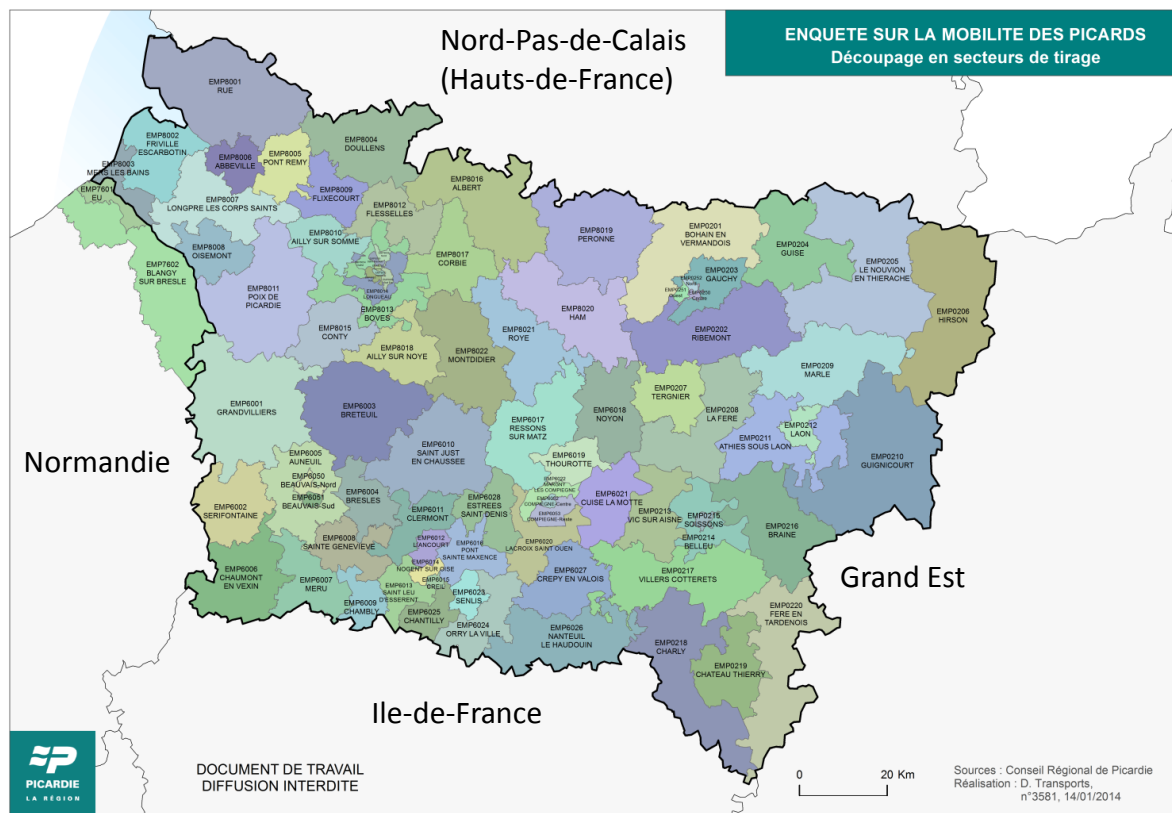 Nord-Pas-de-Calais
(Hauts-de-France)
ENQUETE SUR LA MOBILITE DES PICARDS
Découpage en secteurs de tirage
EMP8001
RUE
EMP8002
FRIVILLE
ESCARBOTIN
EMP8003
MERS LES BAINS
EMP7601
EU
EMP8006
ABBEVILLE
EMP8005
PONT REMY
EMP8004
DOULLENS
EMP8007
LONGPRE LES CORPS SAINTS
EMP8009
FLIXECOURT
EMP8016
ALBERT
EMP8012
FLESSELLES
EMP8008
OISEMONT
EMP8010
AILLY SUR SOMME
EMP8017
CORBIE
EMP8019
PERONNE
EMP0201
BOHAIN EN
VERMANDOIS
EMP0204
GUISE
EMP0205
LE NOUVION
EN THIERACHE
EMP0206
HIRSON
EMP7602
BLANGY
SUR BRESLE
EMP8011
POIX DE
PICARDIE
EMP8014
LONGUEAU
EMP8013
BOVES
EMP8015
CONTY
EMP8018
AILLY SUR NOYE
EMP8022
MONTDIDIER
EMP8021
ROYE
EMP8020
HAM
EMP0203
GAUCHY
EMP0202
RIBEMONT
EMP0209
MARLE
EMP6001
GRANDVILLIERS
EMP6003
BRETEUIL
EMP6017
RESSONS
SUR MATZ
EMP6018
NOYON
EMP0207
TERGNIER
EMP0208
LA FERE
EMP0211
ATHIES SOUS LAON
EMP0212
LAON
EMP0210
GUIGNICOURT
Normandie
EMP6005
AUNEUIL
EMP6050
BEAUVAIS-Nord
EMP6051
BEAUVAIS-Sud
EMP6010
SAINT JUST
EN CHAUSSEE
EMP6019
THOUROTTE
EMP6002
SERIFONTAINE
EMP6004
BRESLES
EMP6011
CLERMONT
EMP6028
ESTREES
SAINT DENIS
EMP6021
CUISE LA MOTTE
EMP0213
VIC SUR AISNE
EMP0215
SOISSONS
EMP0214
BELLEU
EMP0216
BRAINE
EMP6008
SAINTE GENEVIEVE
EMP6012
LIANCOURT
EMP6016
PONT
SAINTE MAXENCE
EMP6020
LACROIX SAINT OUEN
EMP6006
CHAUMONT
EN VEXIN
EMP6007
MERU
EMP6009
CHAMBLY
EMP6014
NOGENT SUR OISE
EMP6015
CREIL
EMP6013
SAINT LEU
D'ESSERENT
EMP6023
SENLIS
EMP6027
CREPY EN VALOIS
EMP0217
VILLERS COTTERETS
Grand Est
EMP6025
CHANTILLY
EMP6024
ORRY LA VILLE
EMP6026
NANTEUIL
LE HAUDOUIN
EMP0218
CHARLY
EMP0219
CHATEAU THIERRY
EMP0220
FERE EN
TARDENOIS
Ile-de-France
PICARDIE
LA RÉGION
DOCUMENT DE TRAVAIL
DIFFUSION INTERDITE
0 20 Km
Sources : Conseil Régional de Picardie
Réalisation : D. Transports,
n°3581, 14/01/2014